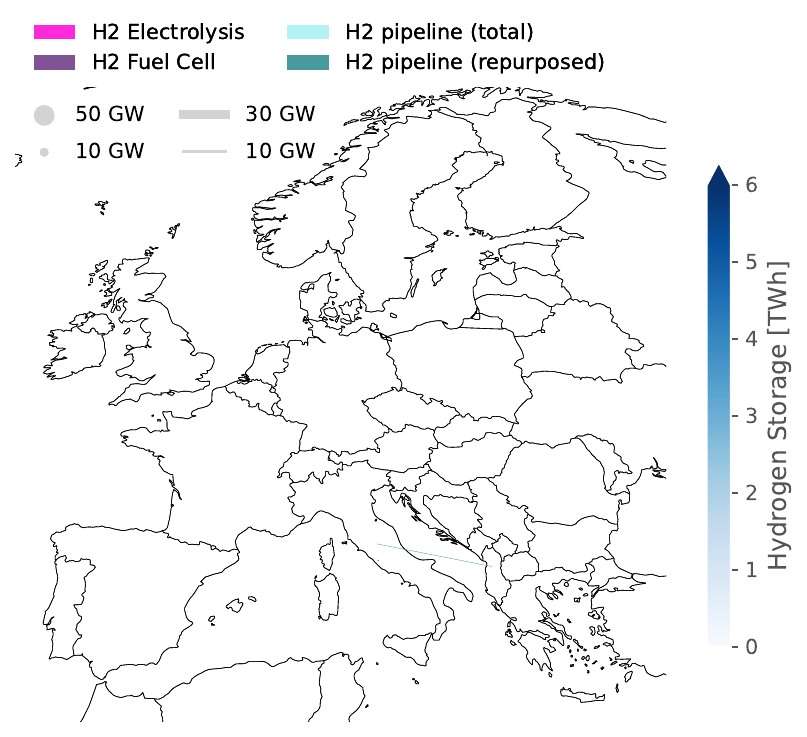 H2 Electrolysis H2 pipeline (total)
H2 Fuel Cell H2 pipeline (repurposed)
50 GW 30 GW
10 GW 10 GW
6
5
4
3
2
1
0
Hydrogen Storage [TWh]